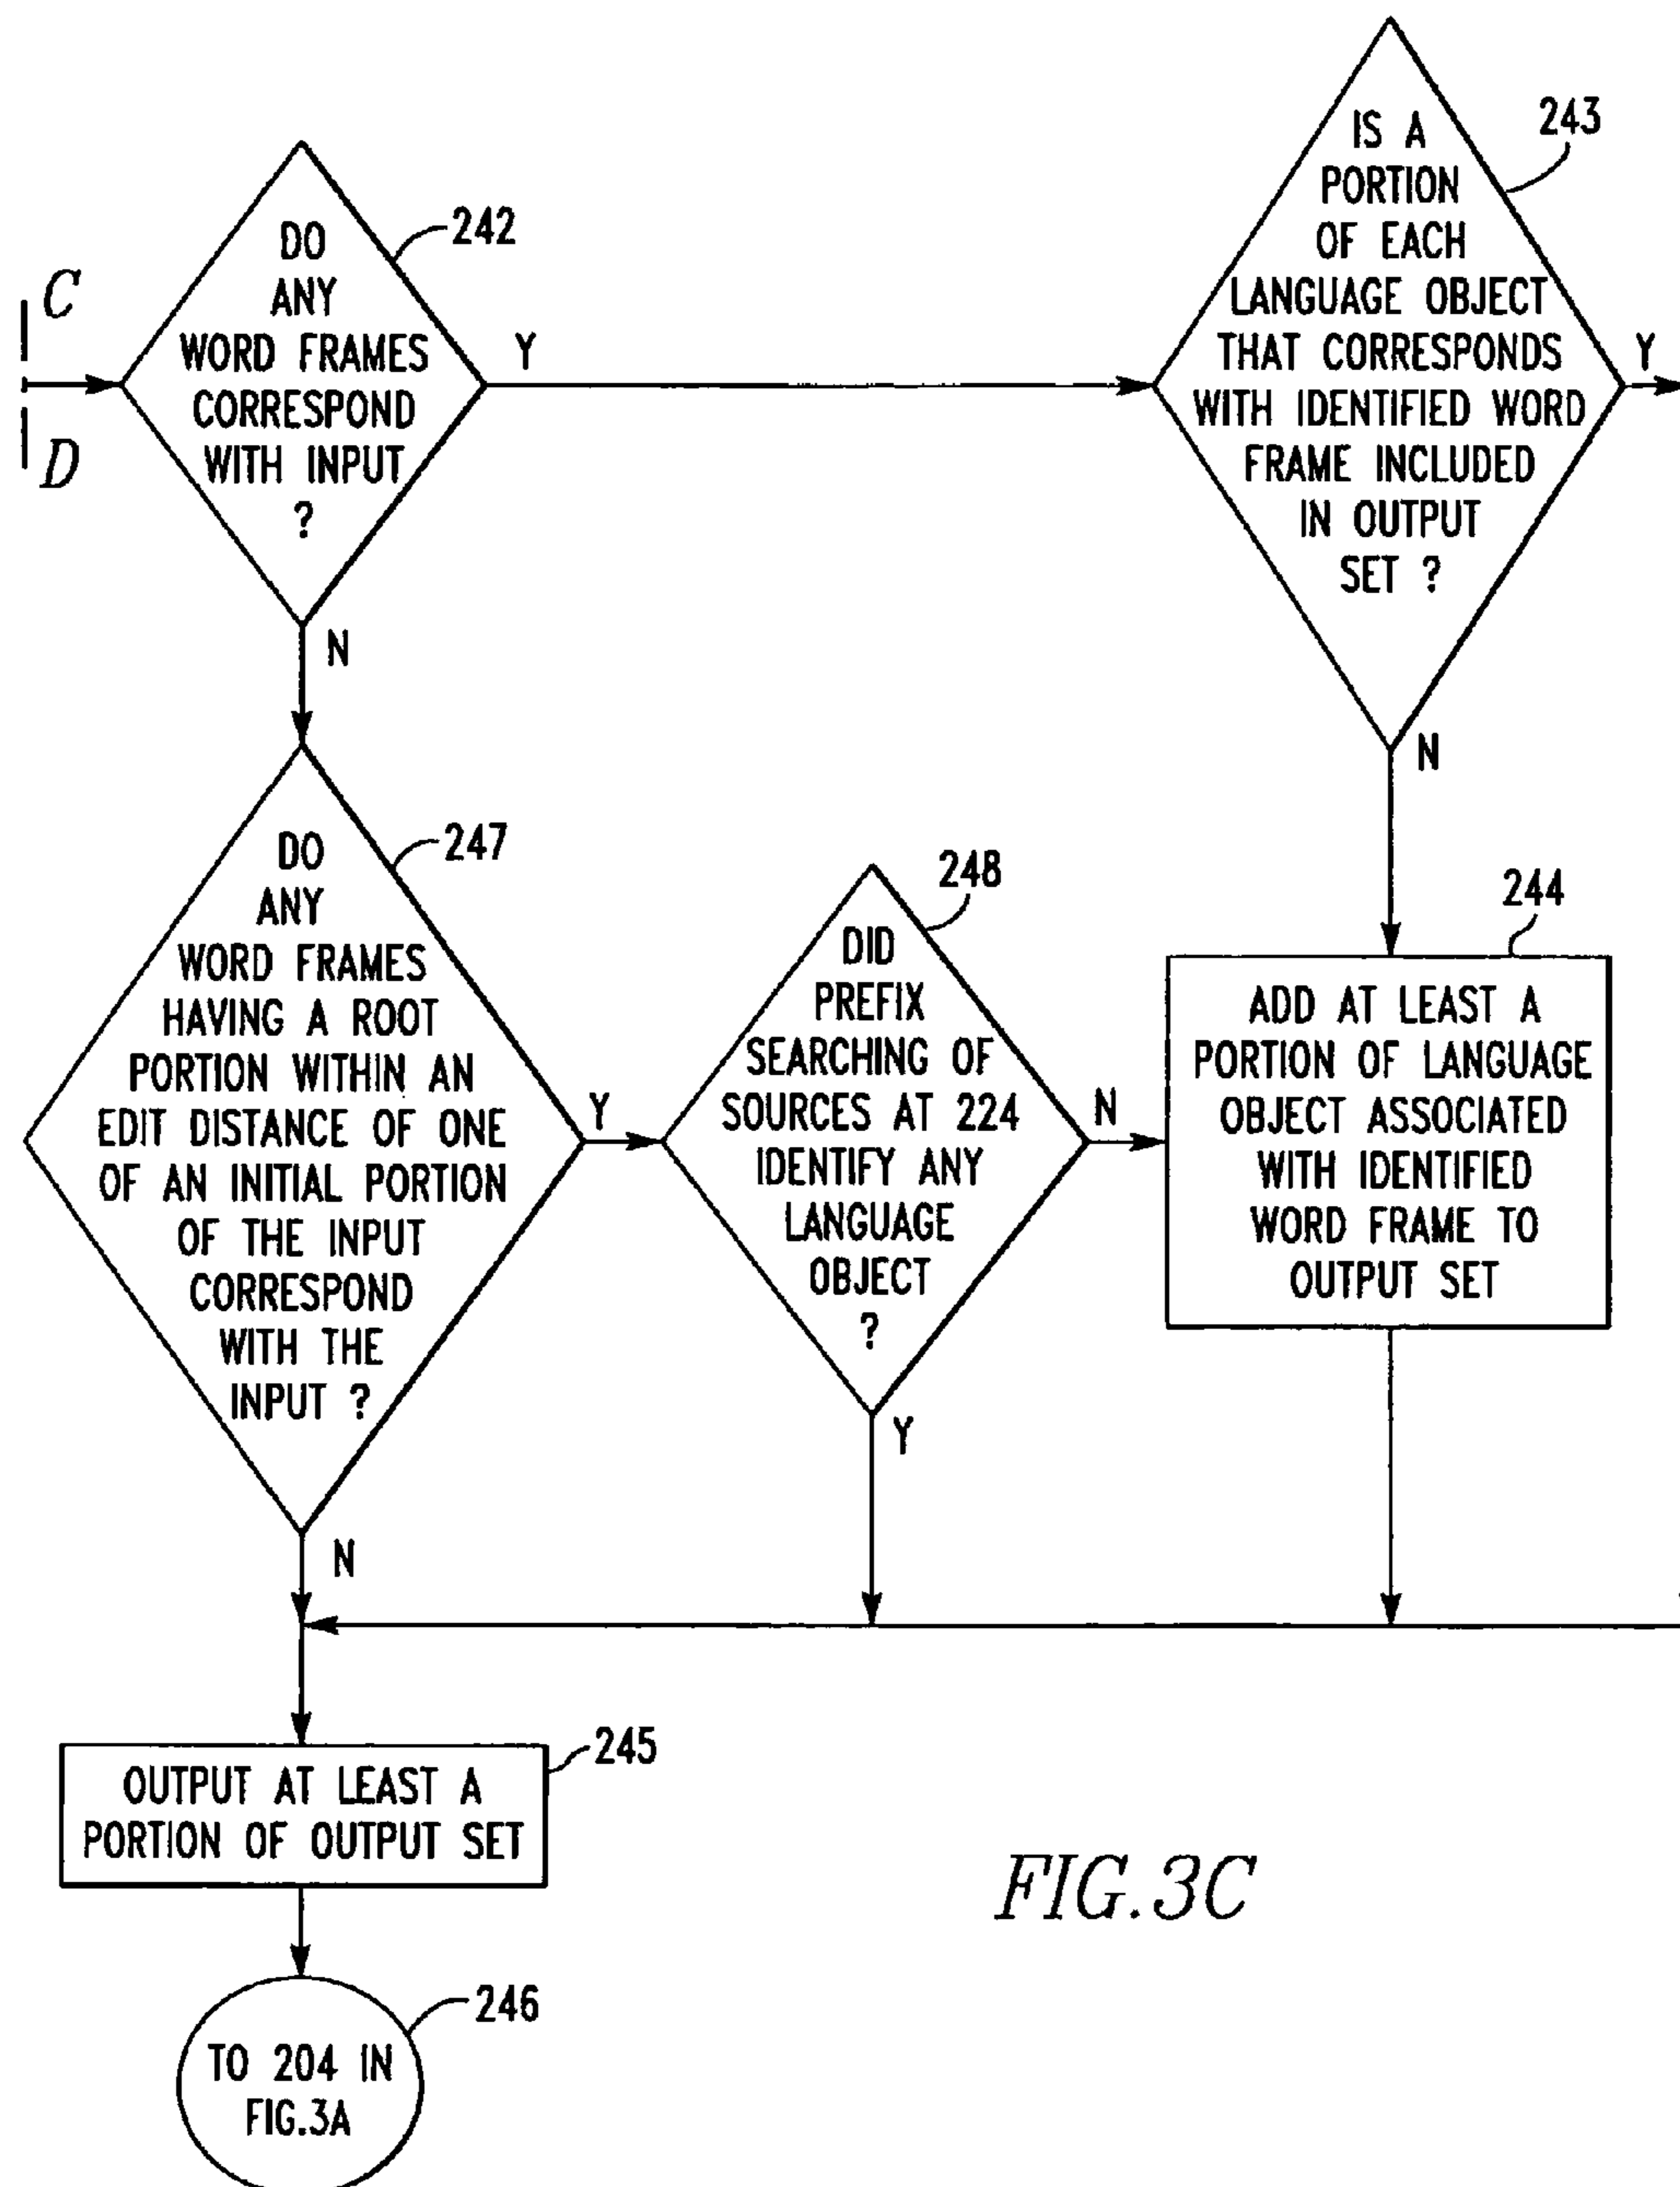 C
D
DO
ANY
WORD FRAMES
CORRESPOND
WITH INPUT
?
242
Y
N
IS A
PORTION
OF EACH
LANGUAGE OBJECT
THAT CORRESPONDS
WITH IDENTIFIED WORD
FRAME INCLUDED
IN OUTPUT
SET ?
243
Y
N
DO
ANY
WORD FRAMES
HAVING A ROOT
PORTION WITHIN AN
EDIT DISTANCE OF ONE
OF AN INITIAL PORTION
OF THE INPUT
CORRESPOND
WITH THE
INPUT ?
247
Y
N
DID
PREFIX
SEARCHING OF
SOURCES AT 224
IDENTIFY ANY
LANGUAGE
OBJECT
?
248
N
Y
244
ADD AT LEAST A
PORTION OF LANGUAGE
OBJECT ASSOCIATED
WITH IDENTIFIED
WORD FRAME TO
OUTPUT SET
245
OUTPUT AT LEAST A
PORTION OF OUTPUT SET
246
TO 204 IN
FIG.3A
FIG.3C